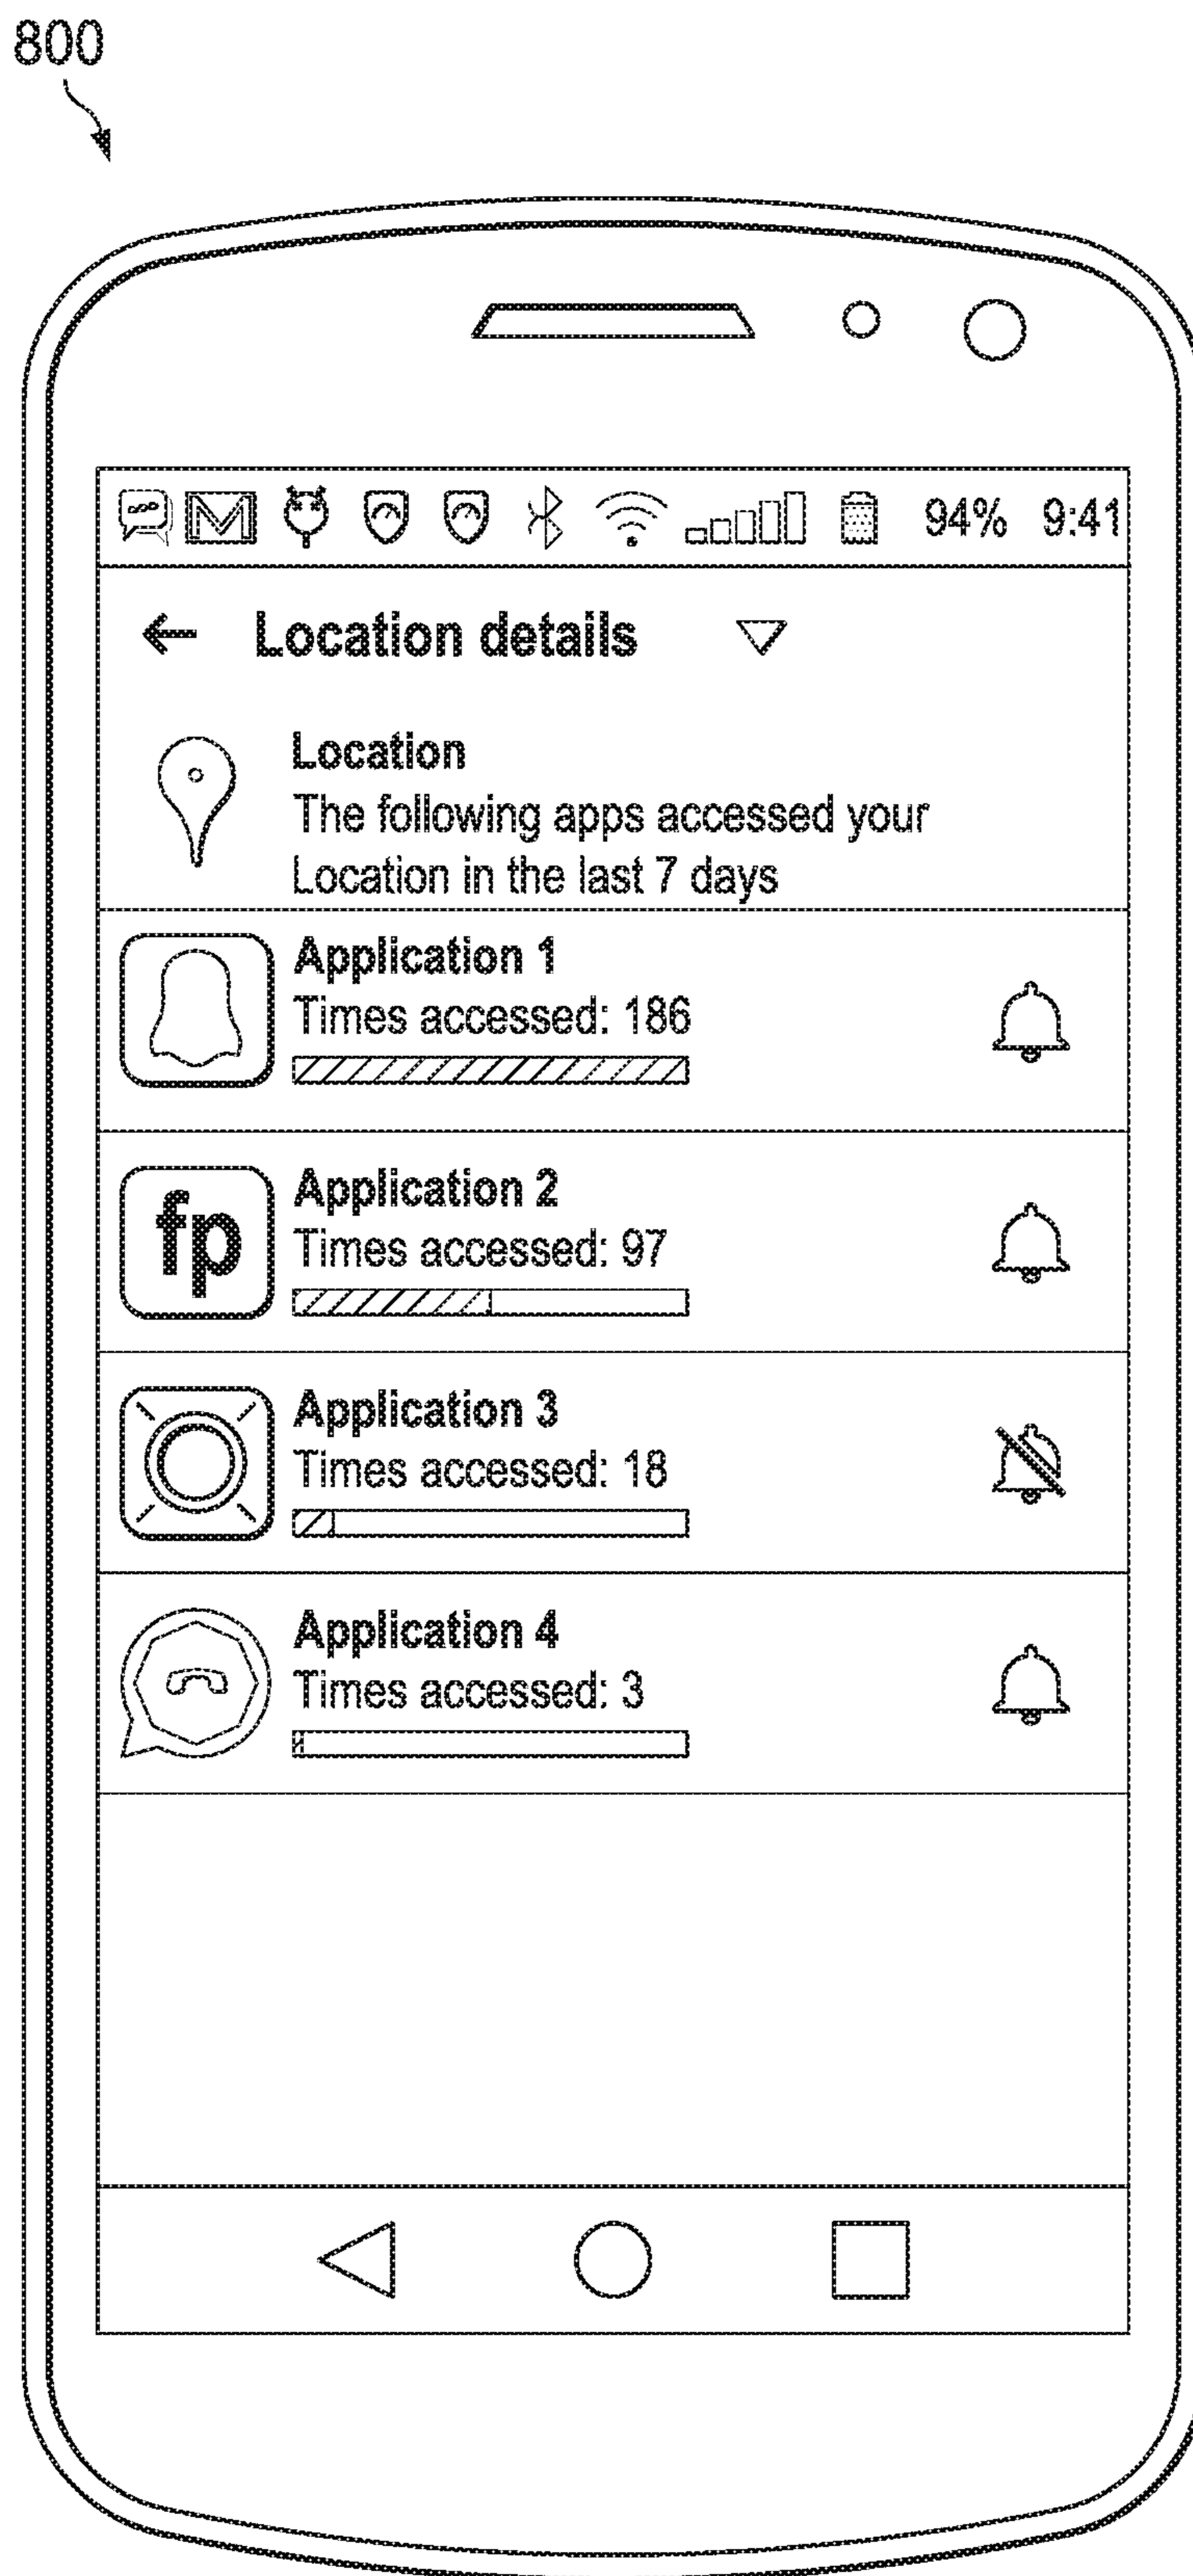 800
94% 9:41
Location details
Location
The following apps accessed your
Location in the last 7 days
Application 1
Times accessed: 186
fp
Application 2
Times accessed: 97
Application 3
Times accessed: 18
Application 4
Times accessed: 3